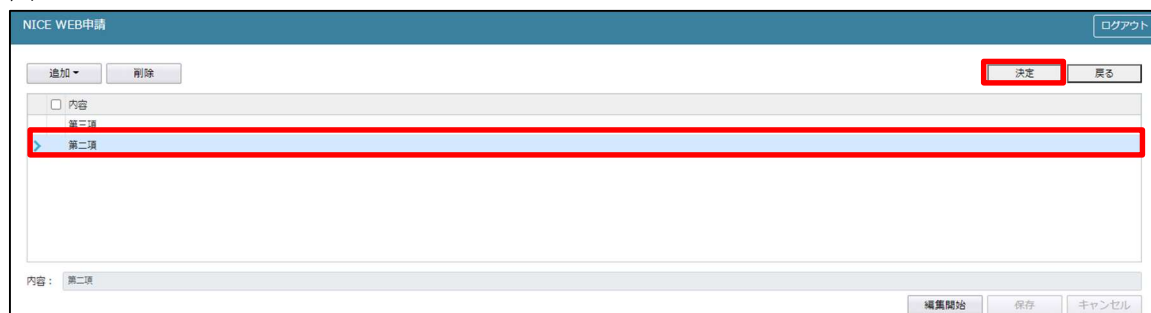 NICE WEB申請 ログアウト
追加 削除 決定 戻る
内容
第三項
第二項
内容： 第二項
編集開始 保存 キャンセル